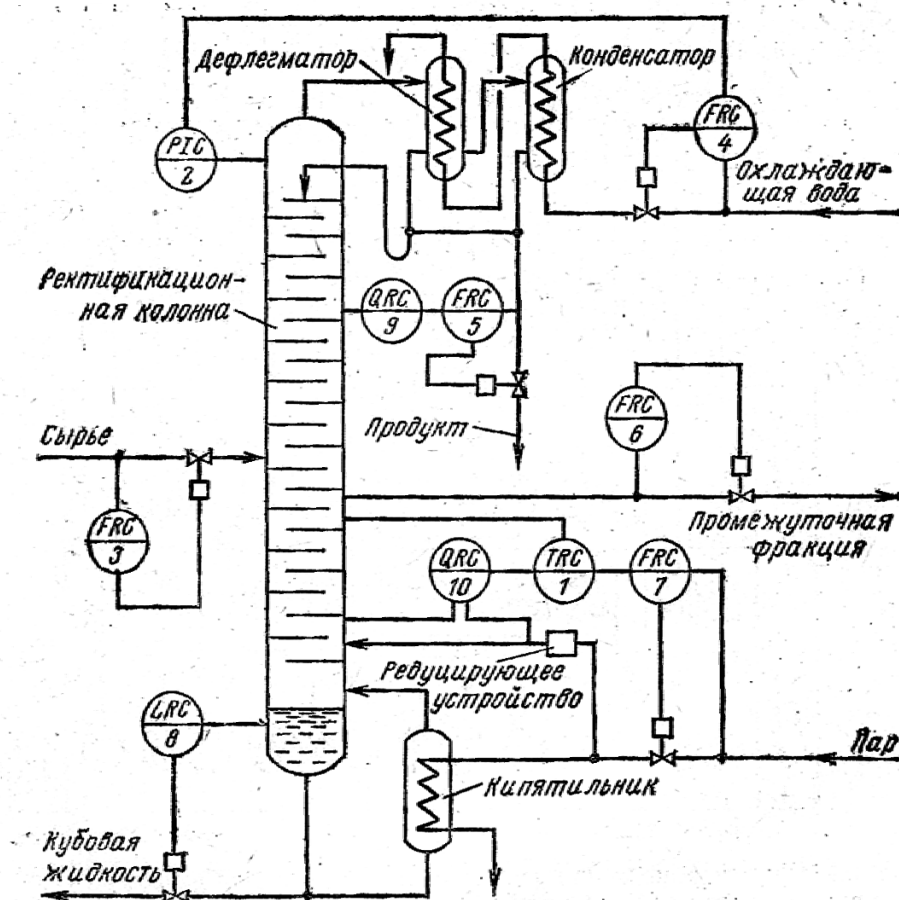 Дефлегматор
Конденсатор
PIC
2
FRC
4
Охлаждаю-
щая вода
Ректификацион-
ная колонна
QRC
9
FRC
5
FRC
6
Продукт
Сырье
Промежуточная
фракция
FRC
3
QRC
10
TRC
1
FRC
7
Редуцирующее
устройство
LRC
8
Пар
Кипятильник
Кубовая
жидкость